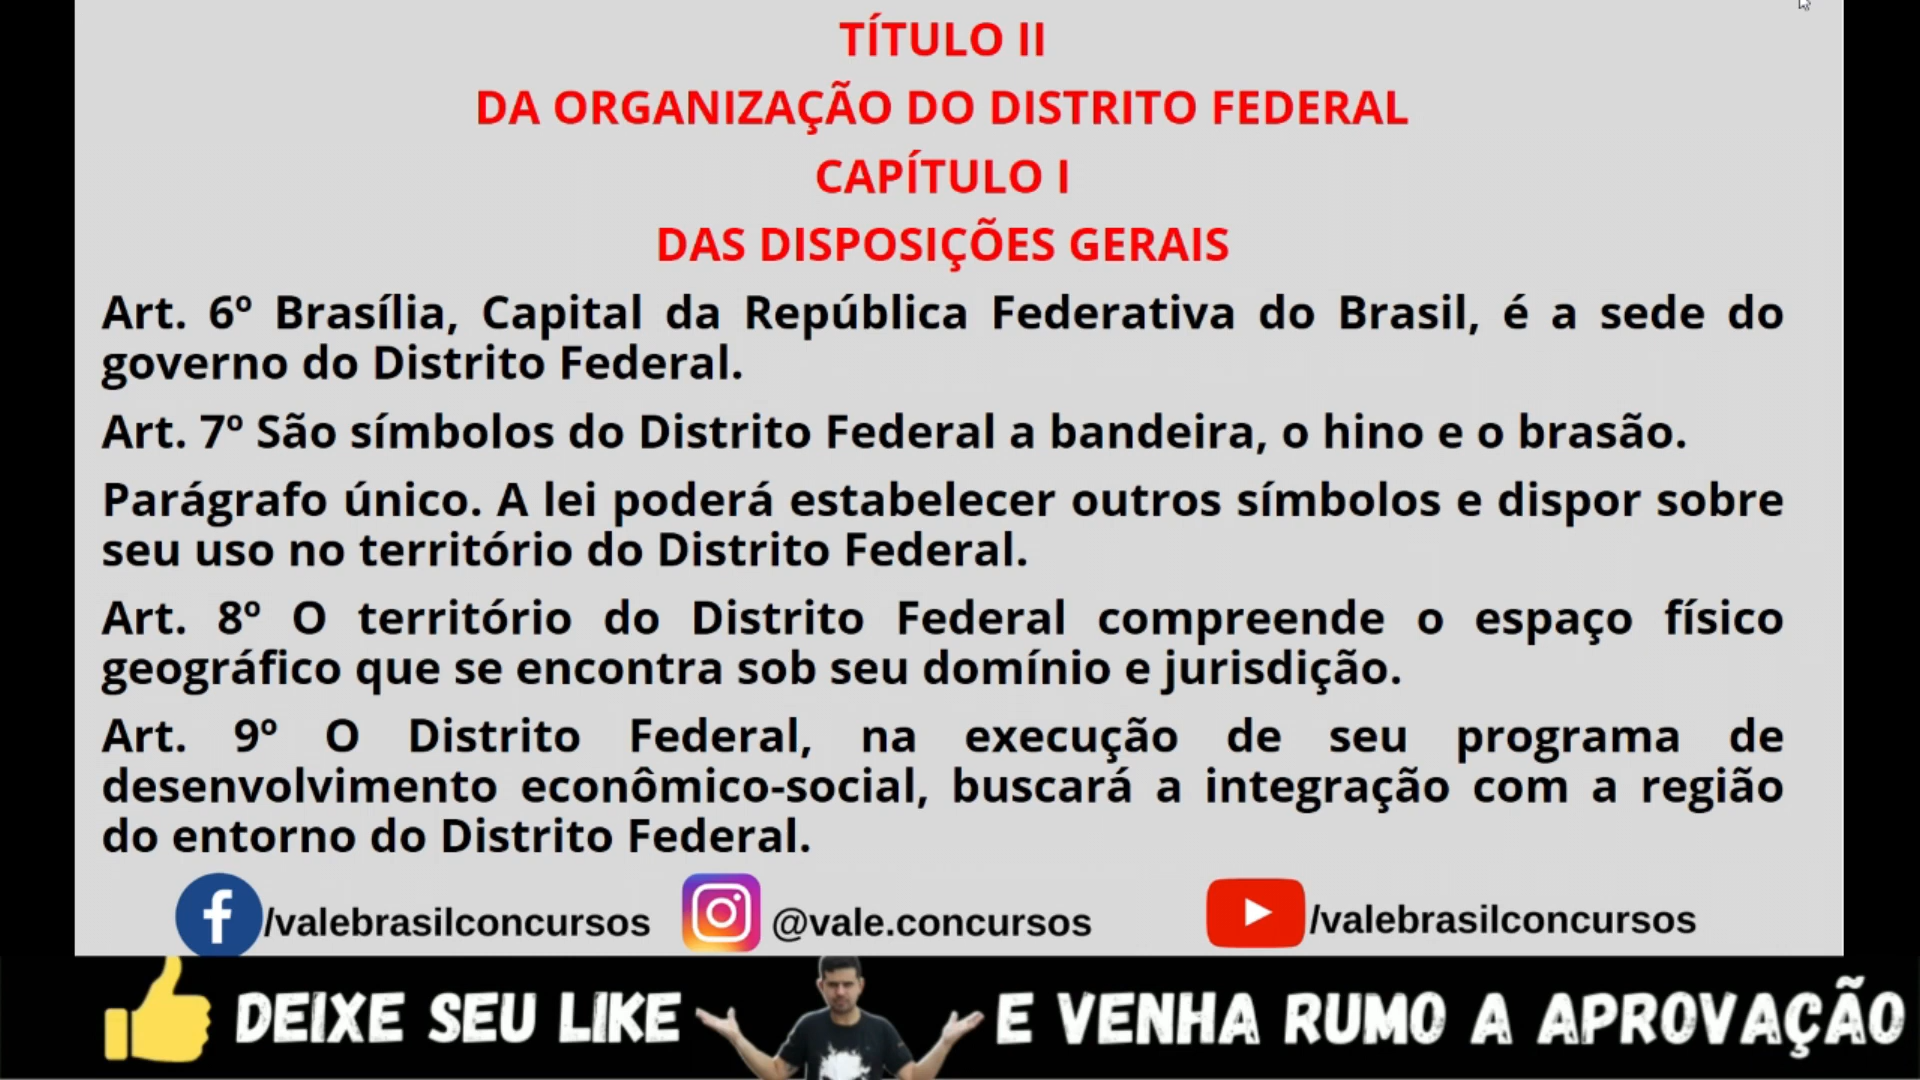 TÍTULO II
DA ORGANIZAÇÃO DO DISTRITO FEDERAL
CAPÍTULO I
DAS DISPOSIÇÕES GERAIS
Art. 6º Brasília, Capital da República Federativa do Brasil, é a sede do
governo do Distrito Federal.
Art. 7º São símbolos do Distrito Federal a bandeira, o hino e o brasão.
Parágrafo único. A lei poderá estabelecer outros símbolos e dispor sobre
seu uso no território do Distrito Federal.
Art. 8º O território do Distrito Federal compreende o espaço físico
geográfico que se encontra sob seu domínio e jurisdição.
Art. 9º O Distrito Federal, na execução de seu programa de
desenvolvimento econômico-social, buscará a integração com a região
do entorno do Distrito Federal.
/valebrasilconcursos @vale.concursos /valebrasilconcursos
DEIXE SEU LIKE E VENHA RUMO A APROVAÇÃO